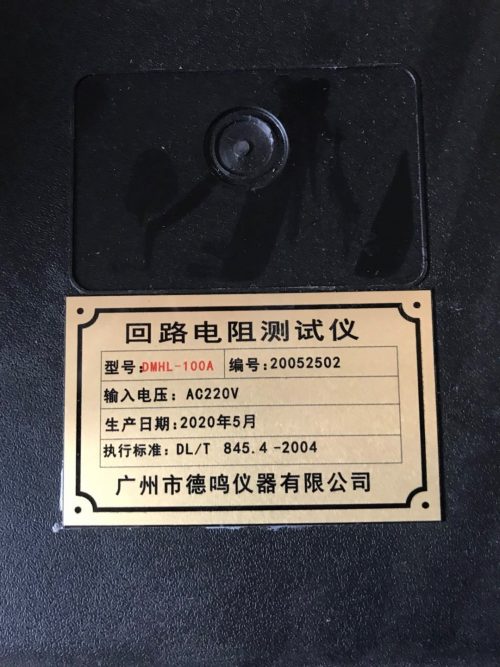 回路电阻测试仪
型号:DMHL-100A 编号:20052502
输入电压: AC220V
生产日期:2020年5月
执行标准: DL/T 845.4-2004
广州市德鸣仪器有限公司